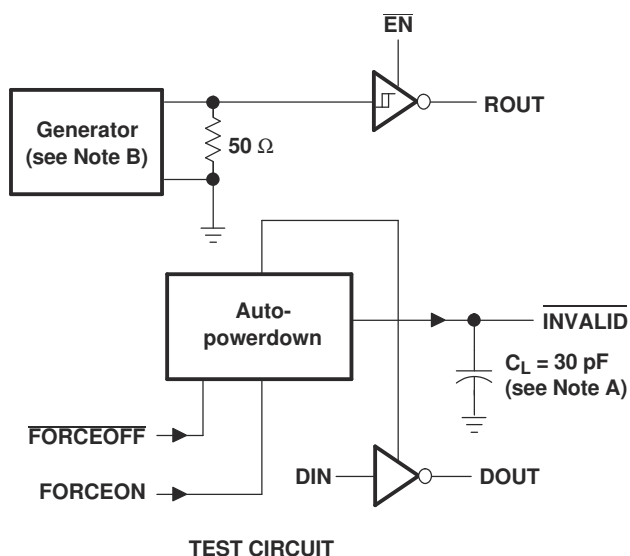 EN
ROUT
Generator
(see Note B)
50 Ω
Auto-
powerdown
INVALID
CL = 30 pF
(see Note A)
FORCEOFF
FORCEON
DIN
DOUT
TEST CIRCUIT